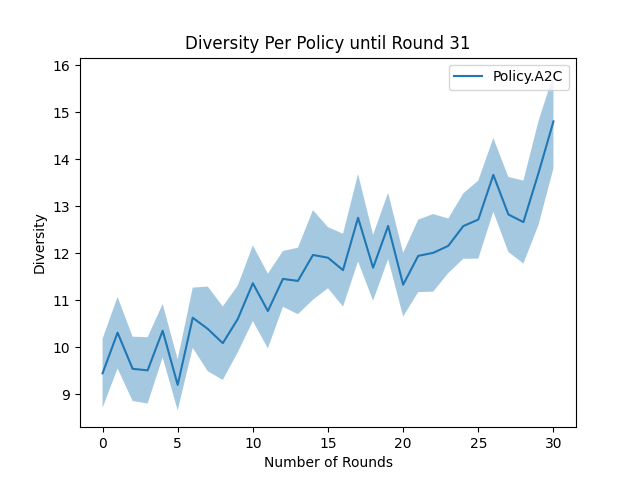 Diversity Per Policy until Round 31
Policy.A2C
16
15
14
13
12
11
10
9
Diversity
0 5 10 15 20 25 30
Number of Rounds